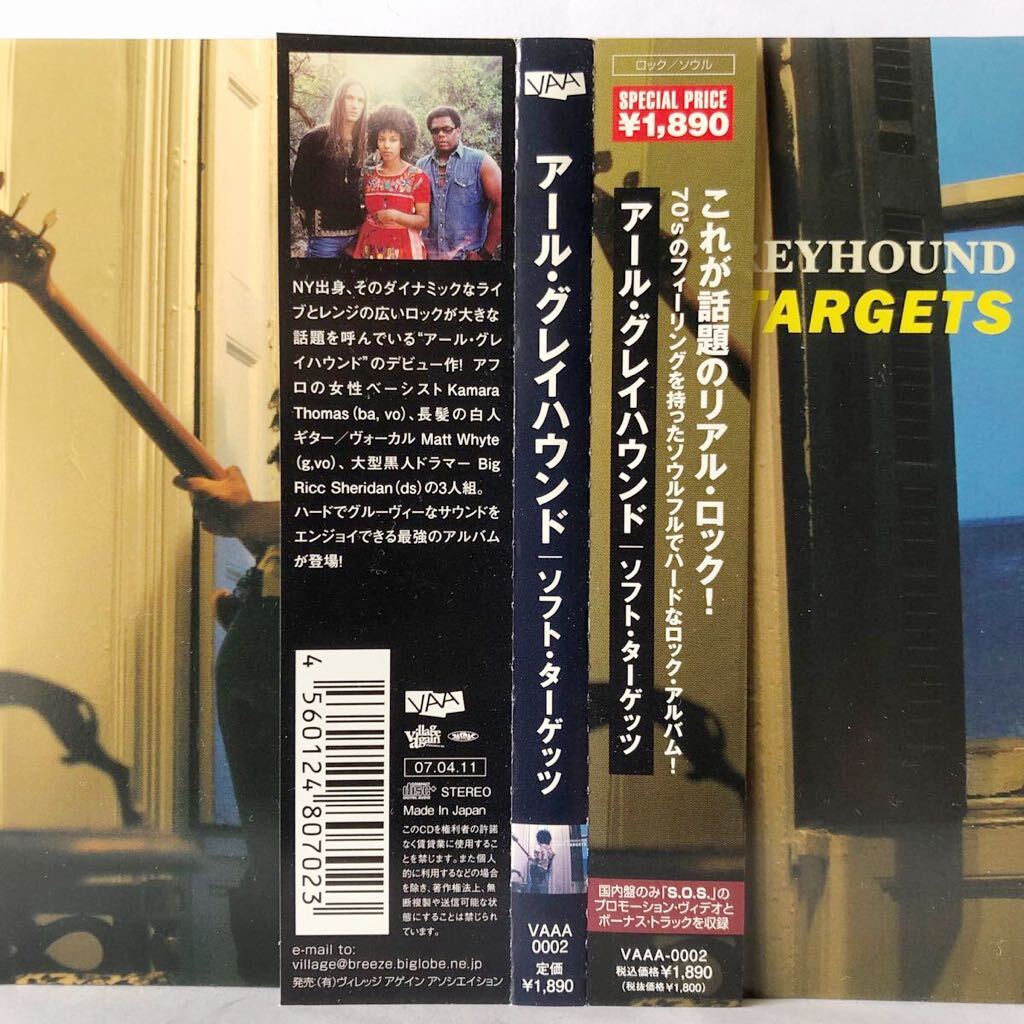 NY出身、そのダイナミックなライ
ブとレンジの広いロックが大きな
話題を呼んでいる“アール・グレ
イハウンド”のデビュー作! アフ
ロの女性ベーシスト Kamara
Thomas (ba, vo)、長髪の白人
ギター/ヴォーカル Matt Whyte
(g,vo)、大型黒人ドラマー Big
Ricc Sheridan (ds) の3人組。
ハードでグルーヴィーなサウンドを
エンジョイできる最強のアルバム
が登場!
4 560124 807023
VAA
Village again
07.04.11
COMPACT disc DIGITAL AUDIO STEREO
Made In Japan
このCDを権利者の許諾
なく賃貸業に使用するこ
とを禁じます。また個人
的に利用するなどの場合
を除き、著作権法上、無
断複製や送信可能な状
態にすることは禁じられ
ています。
e-mail to:
village@breeze.biglobe.ne.jp
発売:(有)ヴィレッジ アゲイン アソシエイション
VAA
アール・グレイハウンド|ソフト・ターゲッツ
TARGETS
VAAA
0002
定価
¥1,890
ロック/ソウル
SPECIAL PRICE
¥1,890
これが話題のリアル・ロック!
70'sのフィーリングを持ったソウルフルでハードなロック・アルバム!
アール・グレイハウンド|ソフト・ターゲッツ
国内盤のみ「S.O.S.」の
プロモーション・ヴィデオと
ボーナス・トラックを収録
VAAA-0002
税込価格¥1,890
(税抜価格¥1,800)
EYHOUND
TARGETS